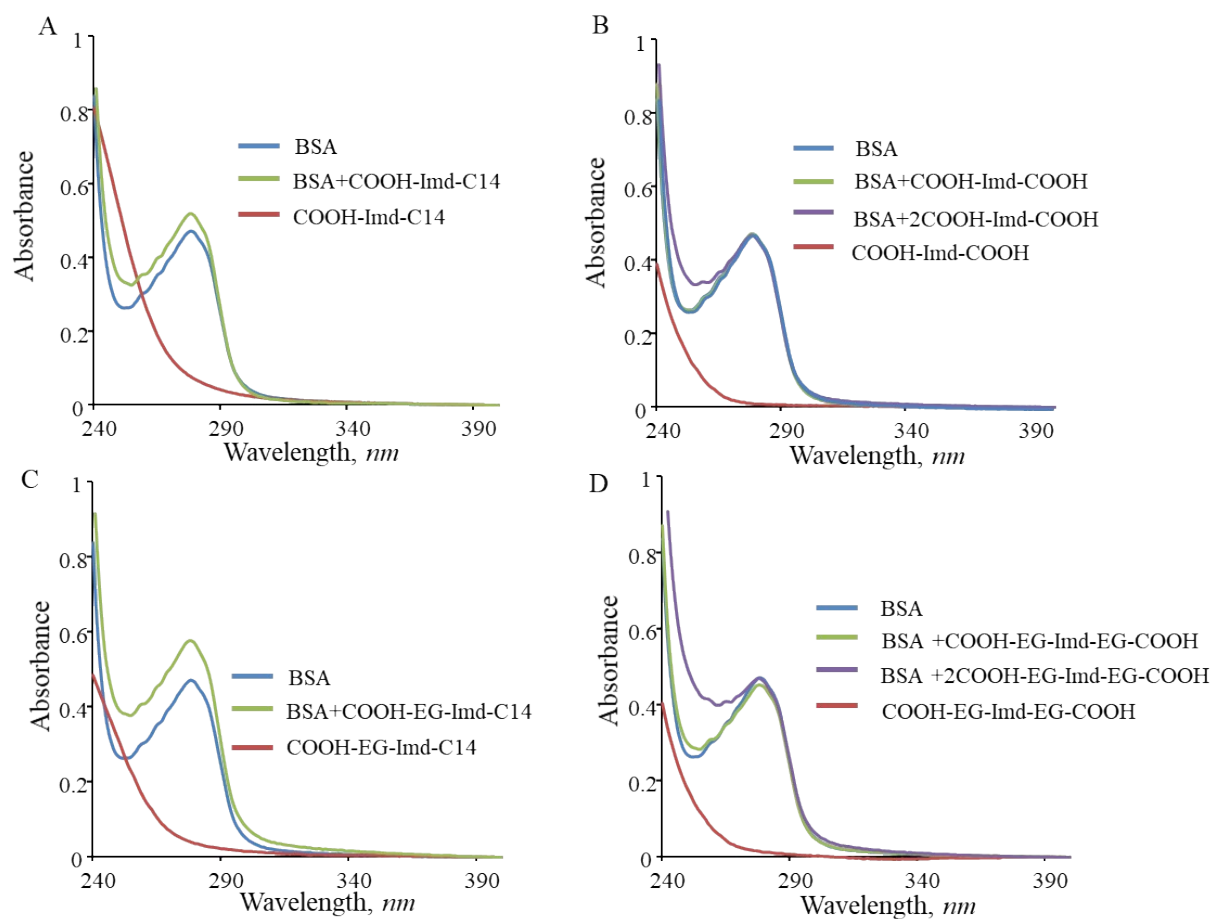 A
1
0.8
0.6
0.4
0.2
0
240
290
340
390
Absorbance
Wavelength, nm
BSA
BSA+COOH-Imd-C14
COOH-Imd-C14
B
1
0.8
0.6
0.4
0.2
0
240
290
340
390
Absorbance
Wavelength, nm
BSA
BSA+COOH-Imd-COOH
BSA+2COOH-Imd-COOH
COOH-Imd-COOH
C
1
0.8
0.6
0.4
0.2
0
240
290
340
390
Absorbance
Wavelength, nm
BSA
BSA+COOH-EG-Imd-C14
COOH-EG-Imd-C14
D
1
0.8
0.6
0.4
0.2
0
240
290
340
390
Absorbance
Wavelength, nm
BSA
BSA +COOH-EG-Imd-EG-COOH
BSA +2COOH-EG-Imd-EG-COOH
COOH-EG-Imd-EG-COOH